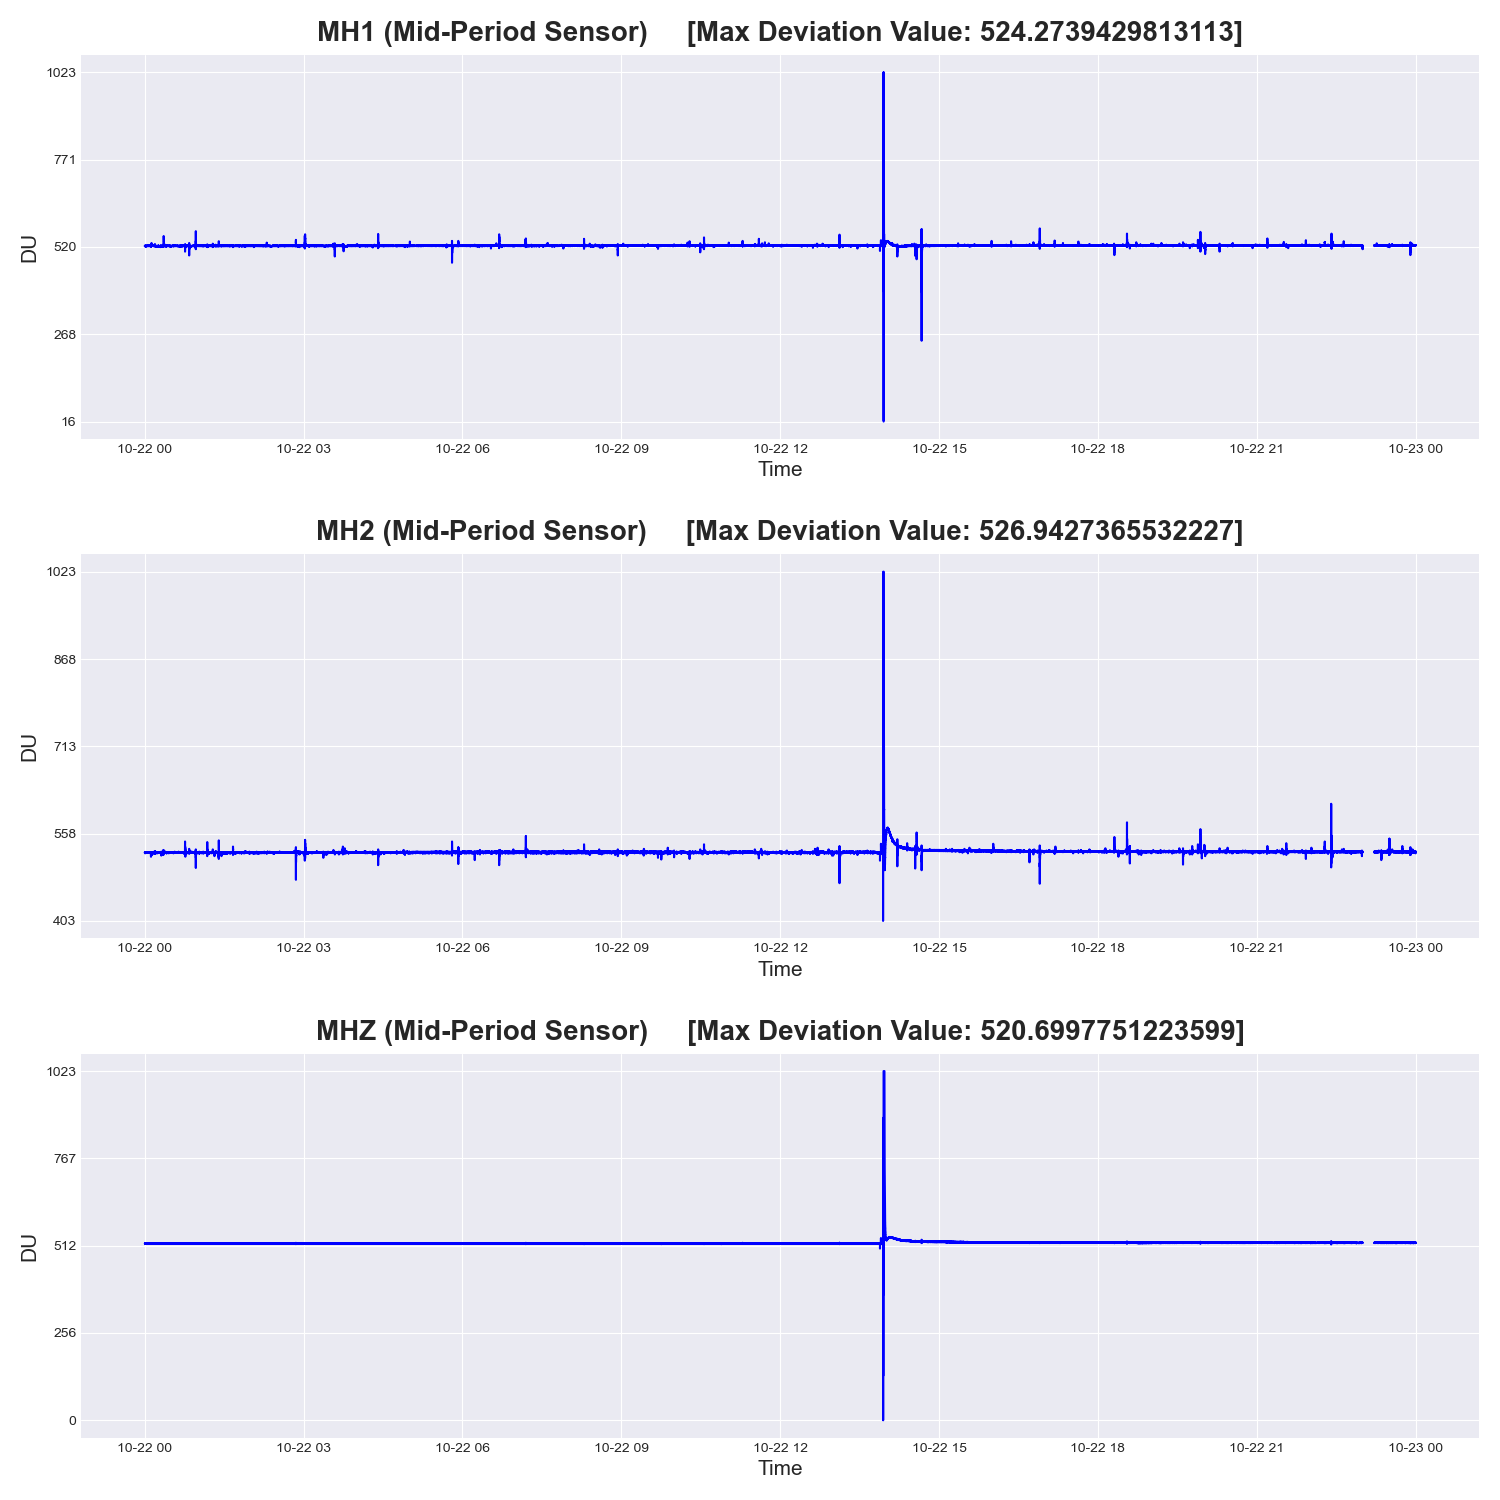 MH1 (Mid-Period Sensor) [Max Deviation Value: 524.2739429813113]
1023
771
520
268
16
DU
10-22 00 10-22 03 10-22 06 10-22 09 10-22 12 10-22 15 10-22 18 10-22 21 10-23 00
Time
MH2 (Mid-Period Sensor) [Max Deviation Value: 526.9427365532227]
1023
868
713
558
403
DU
10-22 00 10-22 03 10-22 06 10-22 09 10-22 12 10-22 15 10-22 18 10-22 21 10-23 00
Time
MHZ (Mid-Period Sensor) [Max Deviation Value: 520.6997751223599]
1023
767
512
256
0
DU
10-22 00 10-22 03 10-22 06 10-22 09 10-22 12 10-22 15 10-22 18 10-22 21 10-23 00
Time